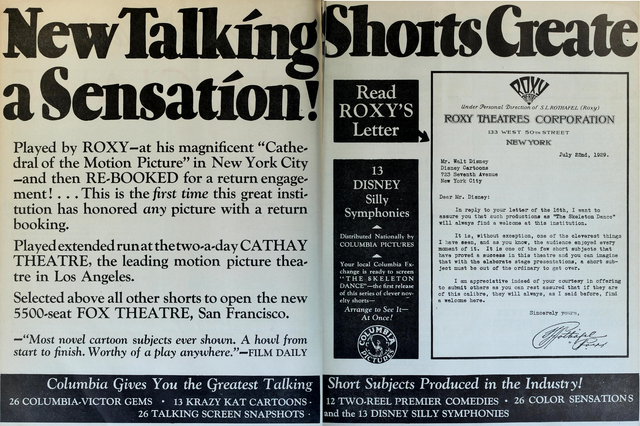 New Talking Shorts Create
a Sensation!
Played by ROXY—at his magnificent "Cathe-
dral of the Motion Picture" in New York City
—and then RE-BOOKED for a return engage-
ment! . . . This is the first time this great insti-
tution has honored any picture with a return
booking.
Played extended run at the two-a-day CATHAY
THEATRE, the leading motion picture thea-
tre in Los Angeles.
Selected above all other shorts to open the new
5500-seat FOX THEATRE, San Francisco.
—"Most novel cartoon subjects ever shown. A howl from
start to finish. Worthy of a play anywhere."—FILM DAILY
Read
ROXY'S
Letter
13
DISNEY
Silly
Symphonies
Distributed Nationally by
COLUMBIA PICTURES
Your local Columbia Ex-
change is ready to screen
"THE SKELETON
DANCE"—the first release
of this series of clever nov-
elty shorts—
Arrange to See It—
At Once!
COLUMBIA
PICTURES
ROXY
Under Personal Direction of S.L. ROTHAFEL (Roxy)
ROXY THEATRES CORPORATION
133 WEST 50TH STREET
NEW YORK
July 22nd, 1929.
Mr. Walt Disney
Disney Cartoons
725 Seventh Avenue
New York City
Dear Mr. Disney:
In reply to your letter of the 18th, I want to
assure you that such productions as "The Skeleton Dance"
will always find a welcome at this institution.
It is, without exception, one of the cleverest things
I have seen, and as you know, the audience enjoyed every
moment of it. It is one of the few short subjects that
have proved a success in this theatre and you can imagine
that with the elaborate stage presentations, a short sub-
ject must be out of the ordinary to get over.
I am appreciative indeed of your courtesy in offering
to submit others as you can rest assured that if they are
of this calibre, they will always, as I said before, find
a welcome here.
Sincerely yours,
Columbia Gives You the Greatest Talking Short Subjects Produced in the Industry!
26 COLUMBIA-VICTOR GEMS • 13 KRAZY KAT CARTOONS • 12 TWO-REEL PREMIER COMEDIES • 26 COLOR SENSATIONS
26 TALKING SCREEN SNAPSHOTS • and the 13 DISNEY SILLY SYMPHONIES